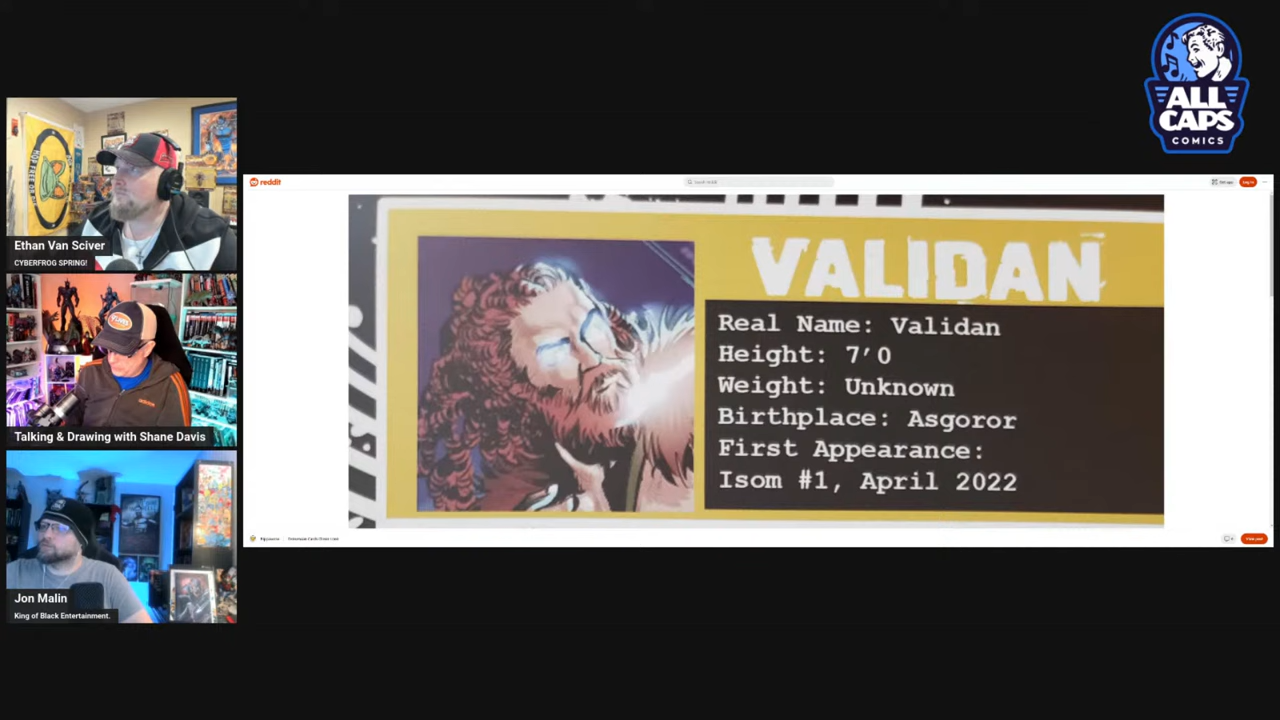 ALL
CAPS
COMICS
Ethan Van Sciver
CYBERFROG SPRING!
Talking & Drawing with Shane Davis
Jon Malin
King of Black Entertainment.
reddit
VALIDAN
Real Name: Validan
Height: 7’0
Weight: Unknown
Birthplace: Asgoror
First Appearance:
Isom #1, April 2022